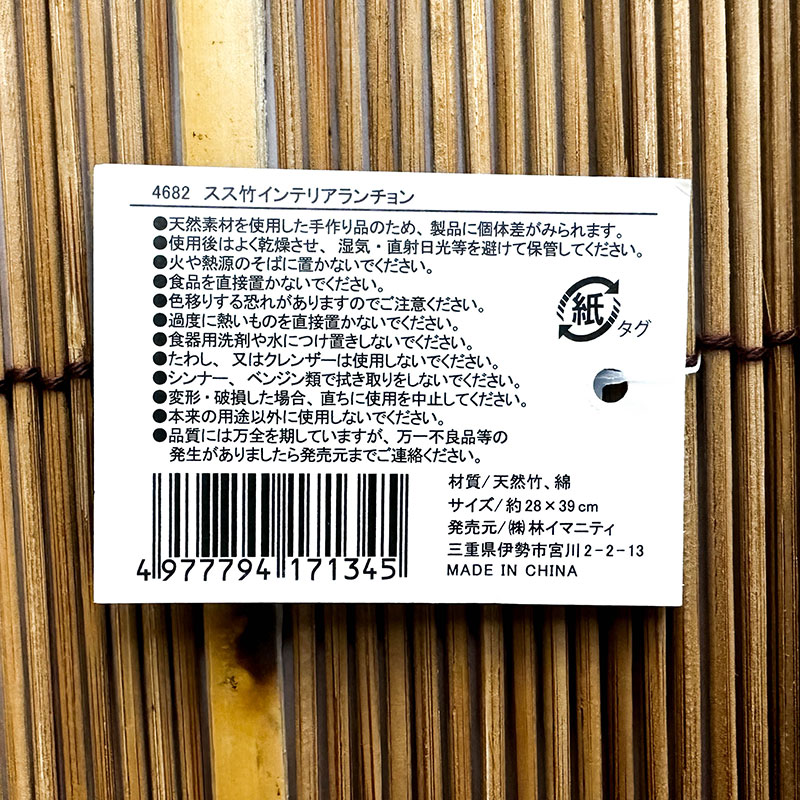 4682 スス竹インテリアランチョン
●天然素材を使用した手作り品のため、製品に個体差がみられます。
●使用後はよく乾燥させ、湿気・直射日光等を避けて保管してください。
●火や熱源のそばに置かないでください。
●食品を直接置かないでください。
●色移りする恐れがありますのでご注意ください。
●過度に熱いものを直接置かないでください。
●食器用洗剤や水につけ置きしないでください。
●たわし、又はクレンザーは使用しないでください。
●シンナー、ベンジン類で拭き取りをしないでください。
●変形・破損した場合、直ちに使用を中止してください。
●本来の用途以外に使用しないでください。
●品質には万全を期していますが、万一不良品等の
発生がありましたら発売元までご連絡ください。
紙
タグ
4 977794 171345
材質/天然竹、綿
サイズ/約28×39cm
発売元/㈱林イマニティ
三重県伊勢市宮川2-2-13
MADE IN CHINA